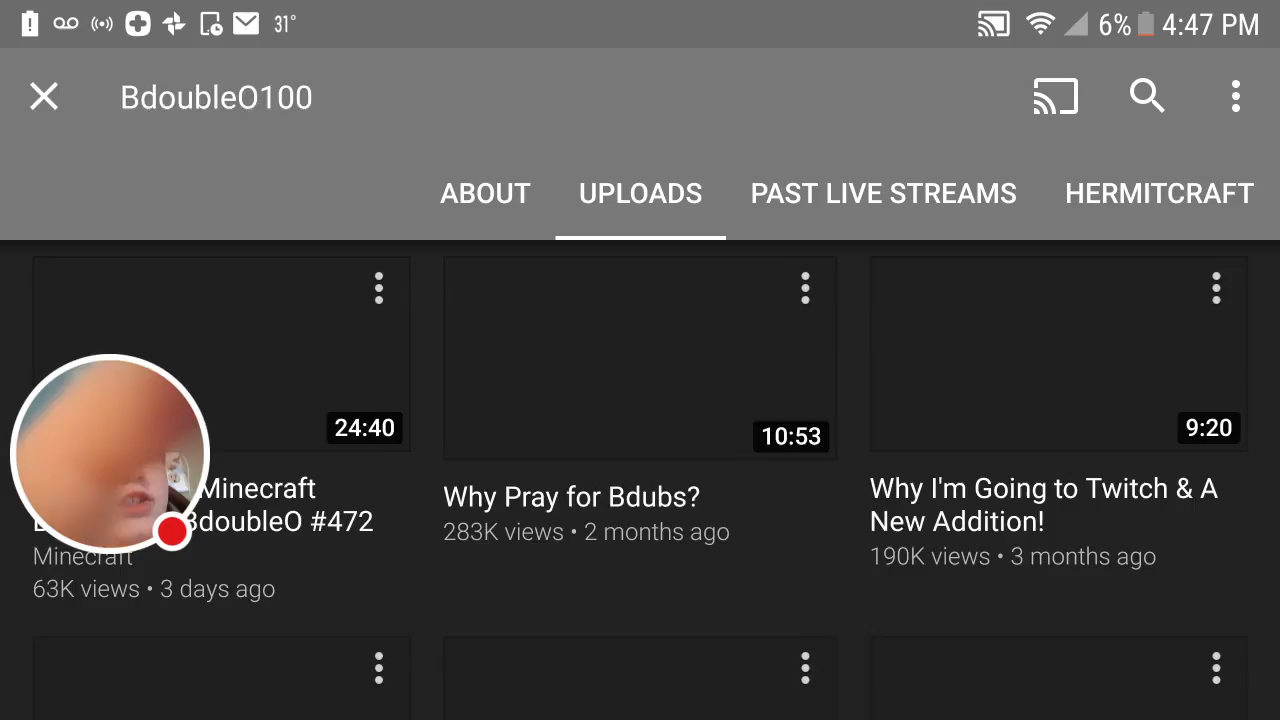 31° 6% 4:47 PM
BdoubleO100
ABOUT UPLOADS PAST LIVE STREAMS HERMITCRAFT
24:40
10:53
9:20
Minecraft
BdoubleO #472
Minecraft
63K views • 3 days ago
Why Pray for Bdubs?
283K views • 2 months ago
Why I'm Going to Twitch & A
New Addition!
190K views • 3 months ago